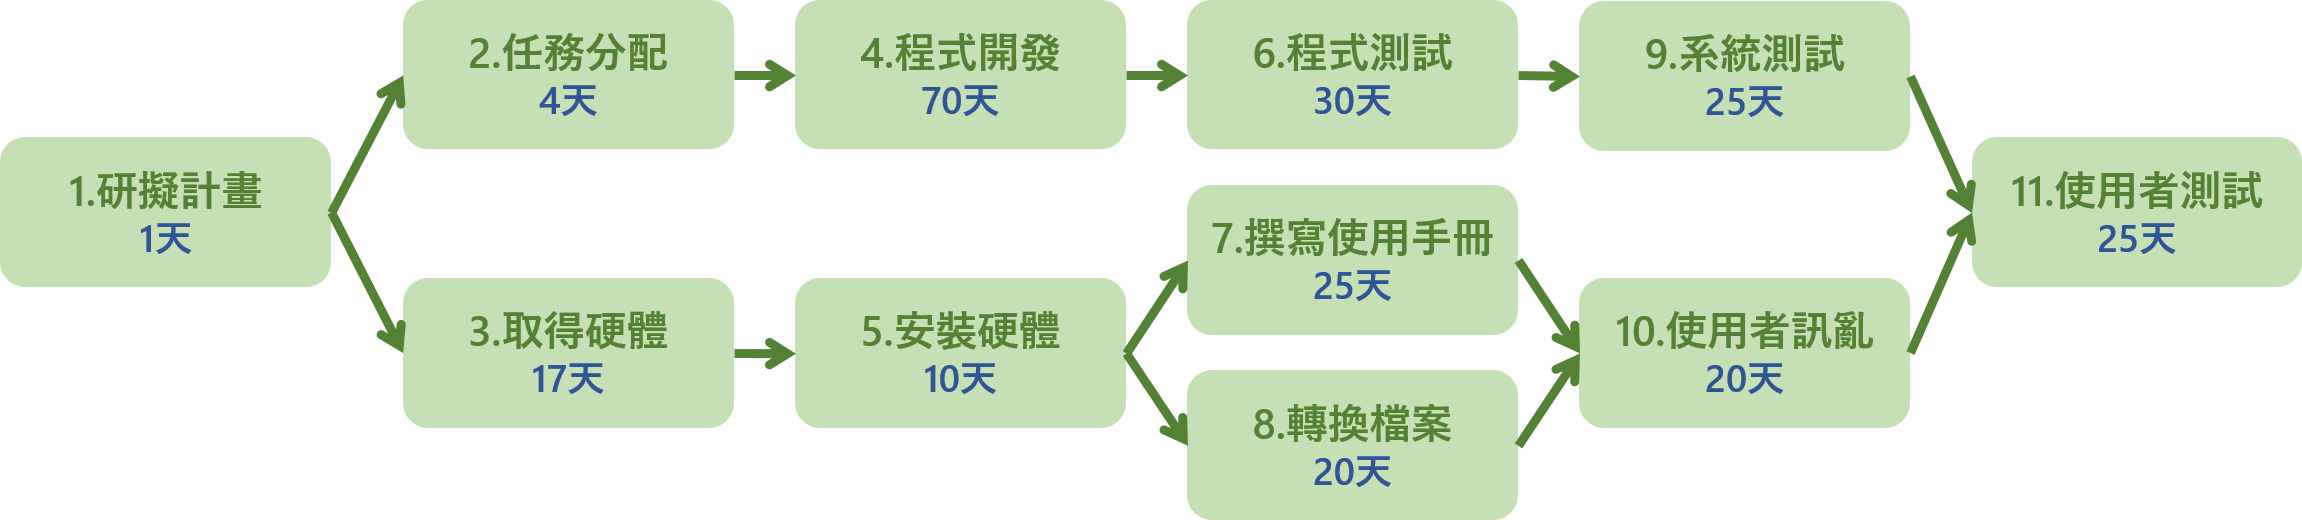 1.研擬計畫
1天
2.任務分配
4天
3.取得硬體
17天
4.程式開發
70天
5.安裝硬體
10天
6.程式測試
30天
7.撰寫使用手冊
25天
8.轉換檔案
20天
9.系統測試
25天
10.使用者訊亂
20天
11.使用者測試
25天